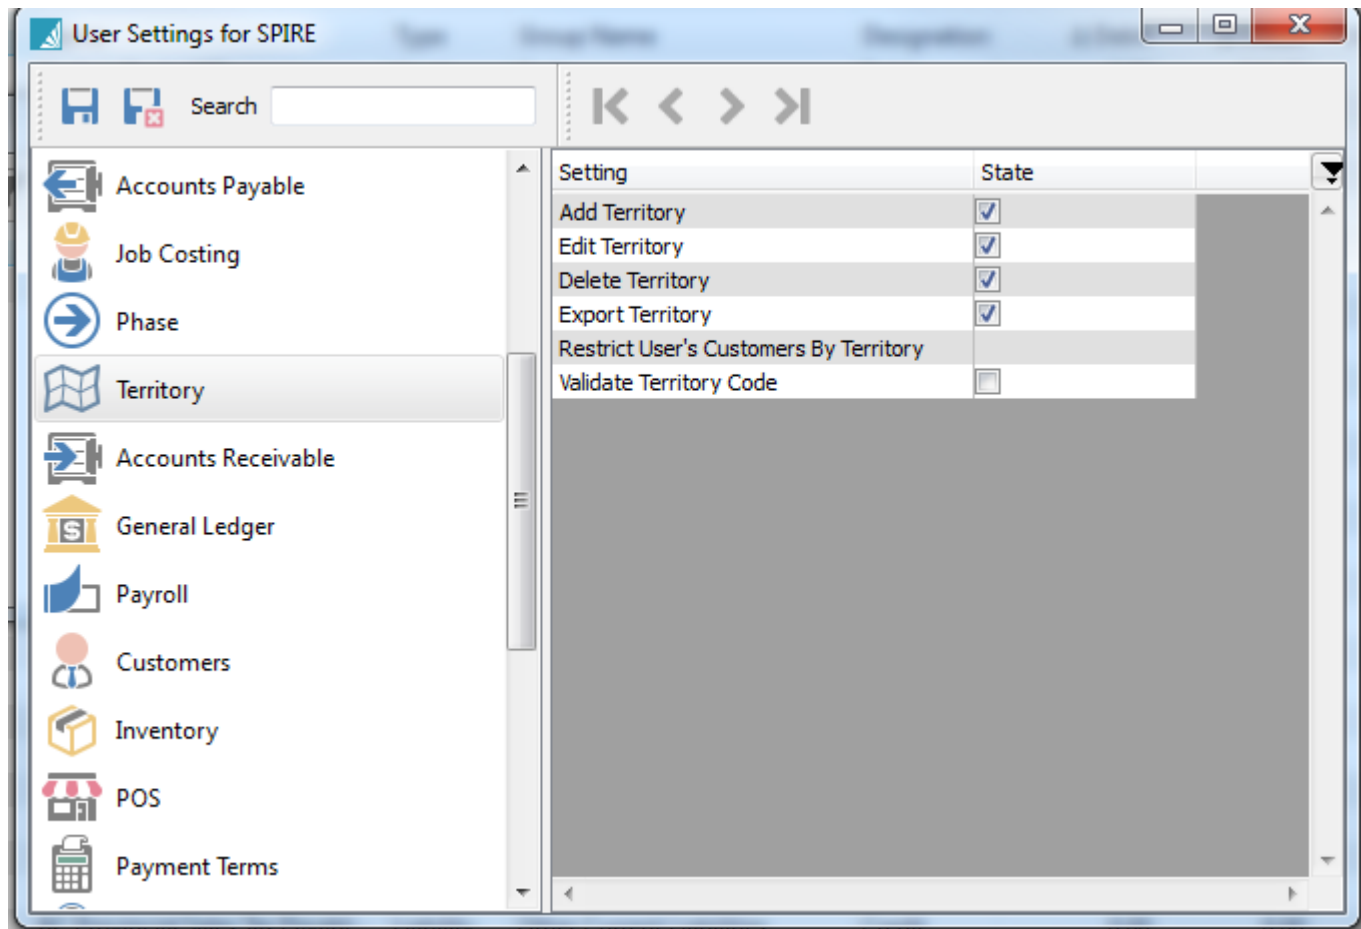 User Settings for SPIRE
Search
Accounts Payable
Job Costing
Phase
Territory
Accounts Receivable
General Ledger
Payroll
Customers
Inventory
POS
Payment Terms
Setting State
Add Territory
Edit Territory
Delete Territory
Export Territory
Restrict User's Customers By Territory
Validate Territory Code